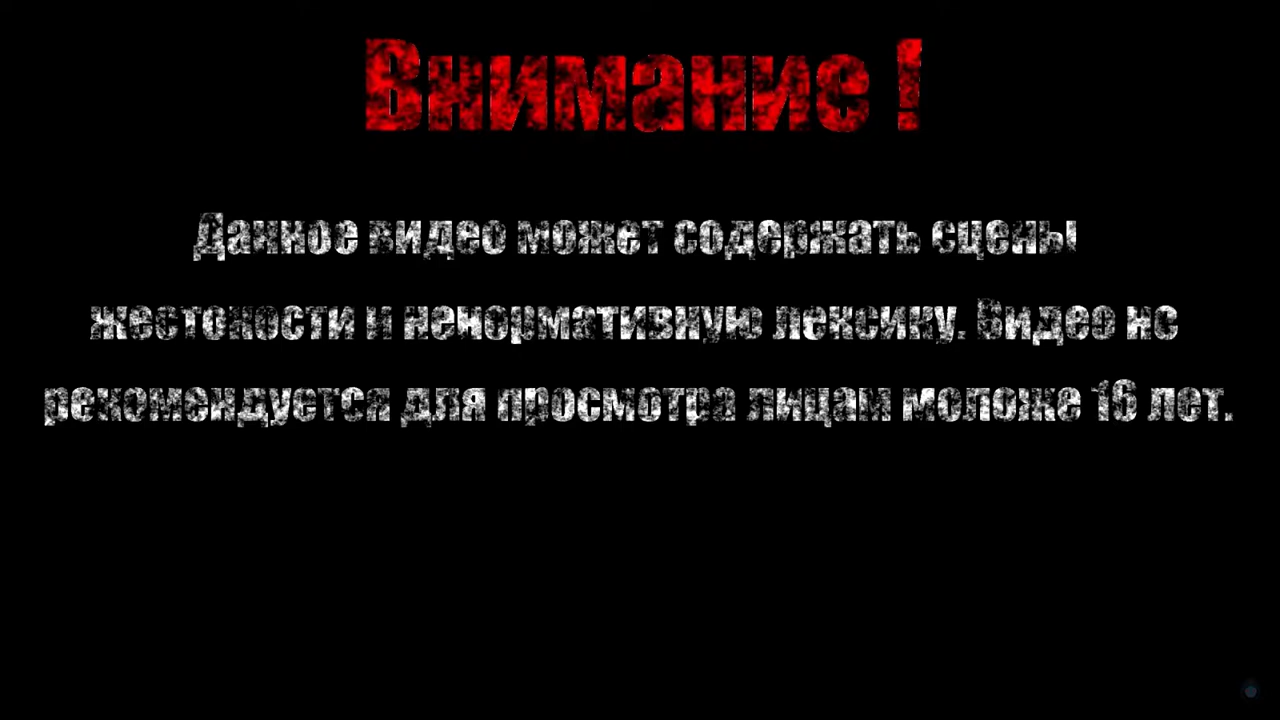 Внимание !
Данное видео может содержать сцены
жестокости и ненормативную лексику. Видео не
рекомендуется для просмотра лицам моложе 16 лет.